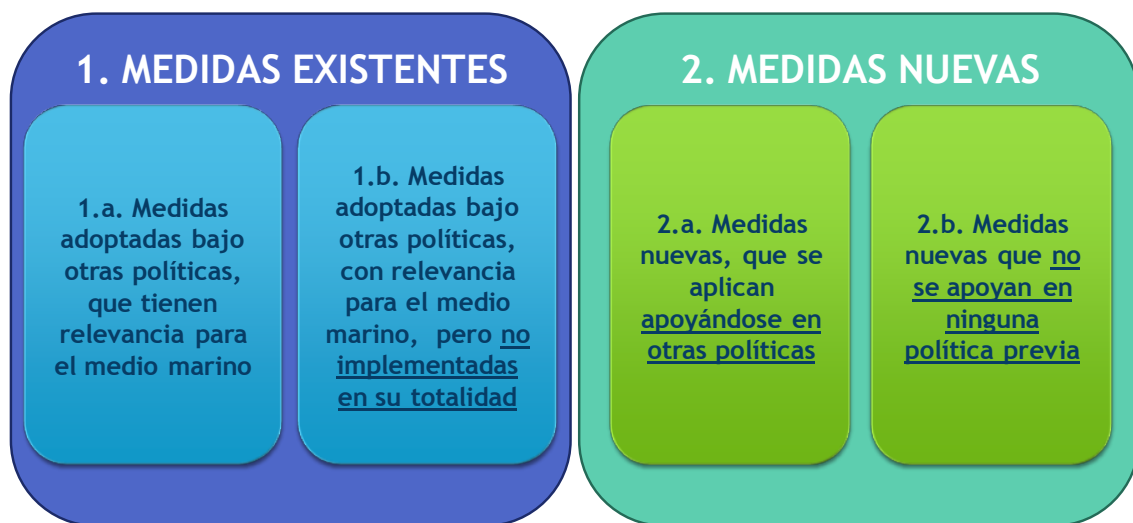 1. MEDIDAS EXISTENTES
1.a. Medidas
adoptadas bajo
otras políticas,
que tienen
relevancia para
el medio marino
1.b. Medidas
adoptadas bajo
otras políticas,
con relevancia
para el medio
marino, pero no
implementadas
en su totalidad
2. MEDIDAS NUEVAS
2.a. Medidas
nuevas, que se
aplican
apoyándose en
otras políticas
2.b. Medidas
nuevas que no
se apoyan en
ninguna
política previa